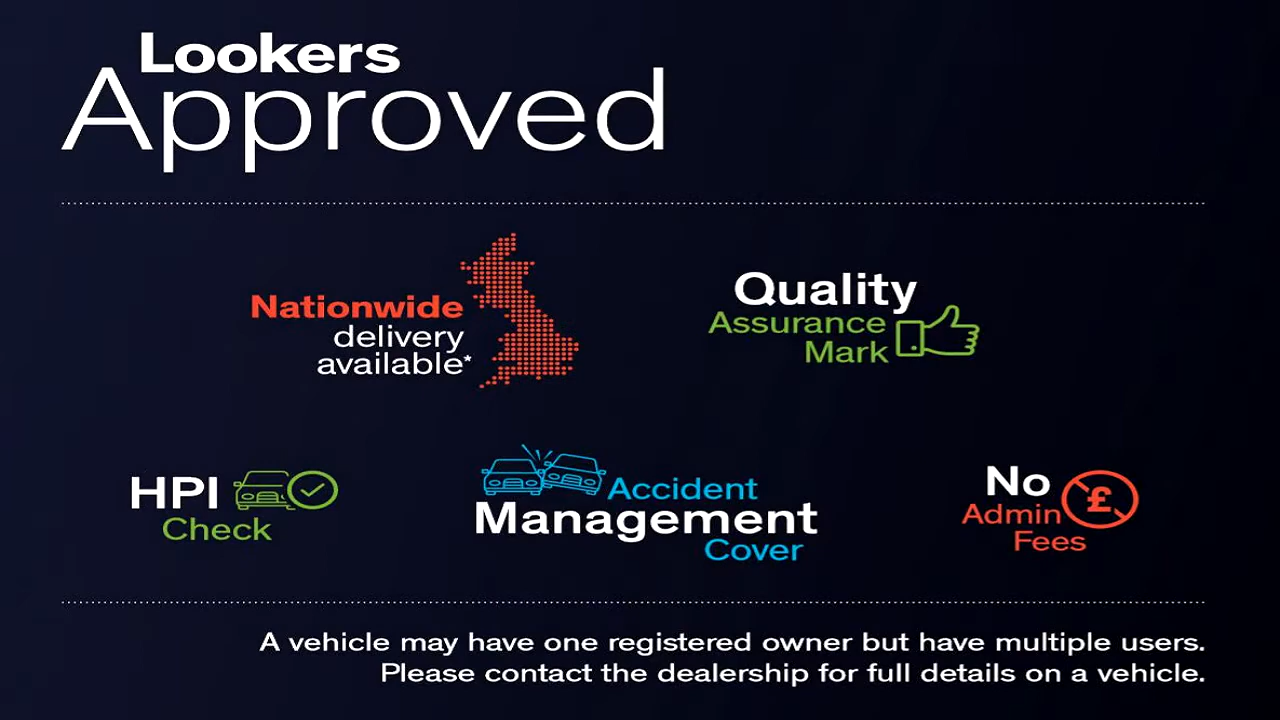 Lookers
Approved
Nationwide
delivery
available*
Quality
Assurance
Mark
HPI
Check
Accident
Management
Cover
No
Admin
£
Fees
A vehicle may have one registered owner but have multiple users.
Please contact the dealership for full details on a vehicle.